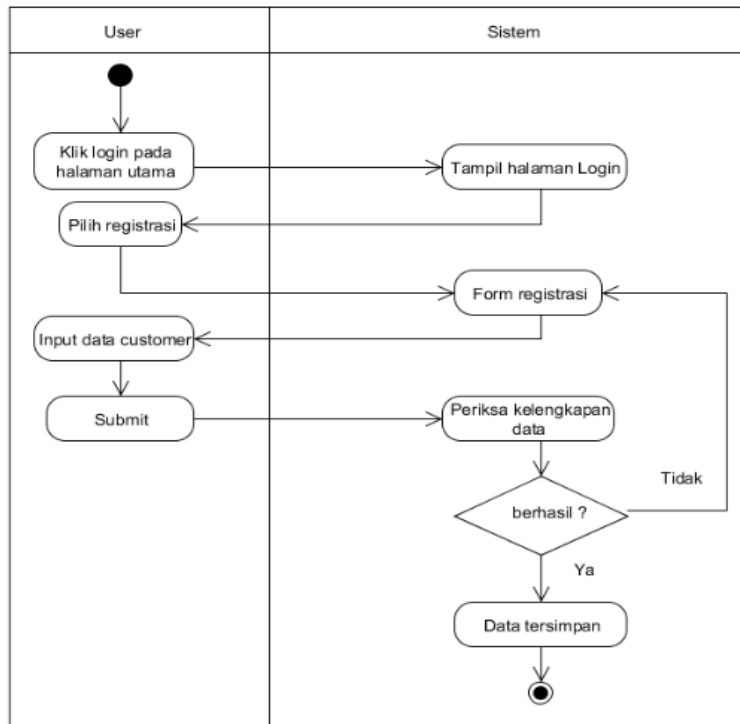 User
Sistem
Klik login pada
halaman utama
Tampil halaman Login
Pilih registrasi
Form registrasi
Input data customer
Submit
Periksa kelengkapan
data
Tidak
berhasil ?
Ya
Data tersimpan